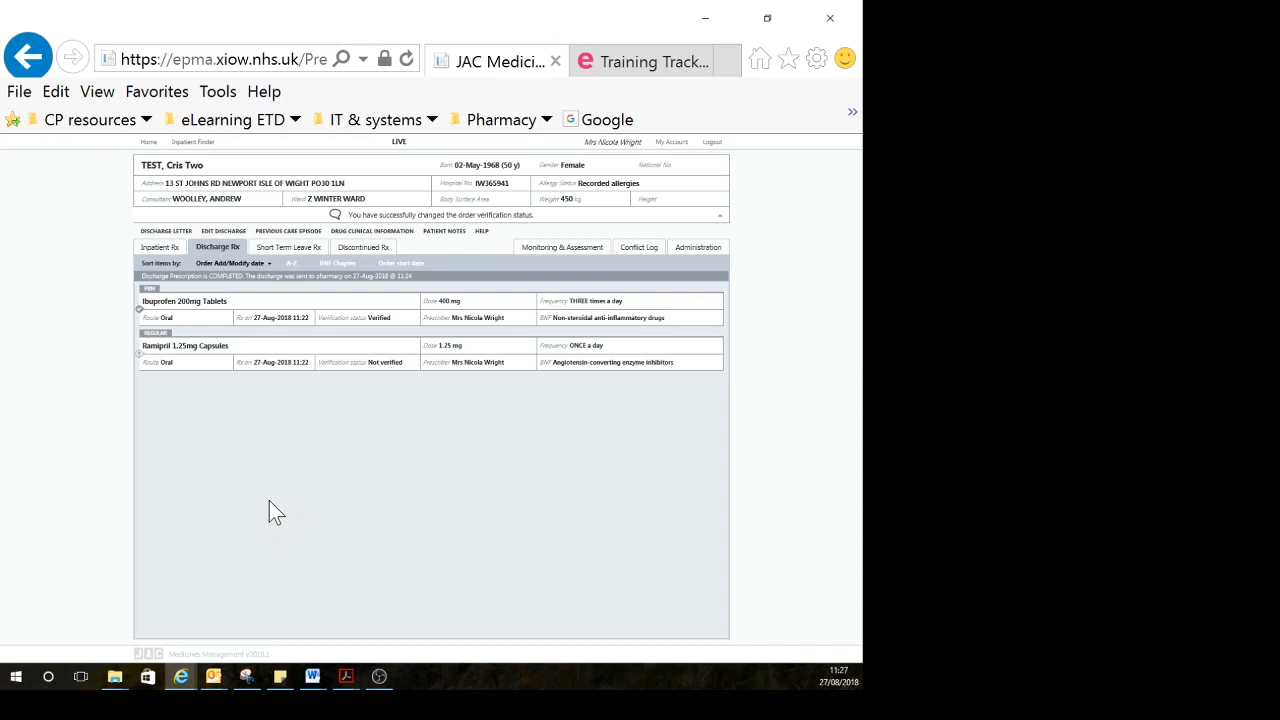 https://epma.xiow.nhs.uk/Pre
JAC Medici...
Training Track...
File Edit View Favorites Tools Help
CP resources eLearning ETD IT & systems Pharmacy Google
Home Inpatient Finder LIVE Mrs Nicola Wright My Account Logout
TEST, Cris Two Born 02-May-1968 (50 y) Gender Female National No.
Address 13 ST JOHNS RD NEWPORT ISLE OF WIGHT PO30 1LN Hospital No. IW365941 Allergy Status Recorded allergies
Consultant WOOLLEY, ANDREW Ward Z WINTER WARD Body Surface Area Weight 450 kg Height
You have successfully changed the order verification status.
DISCHARGE LETTER EDIT DISCHARGE PREVIOUS CARE EPISODE DRUG CLINICAL INFORMATION PATIENT NOTES HELP
Inpatient Rx Discharge Rx Short Term Leave Rx Discontinued Rx Monitoring & Assessment Conflict Log Administration
Sort items by: Order Add/Modify date A-Z BNF Chapter Order start date
Discharge Prescription is COMPLETED. The discharge was sent to pharmacy on 27-Aug-2018 @ 11:24
PRN
Ibuprofen 200mg Tablets Dose 400 mg Frequency THREE times a day
Route Oral Rx on 27-Aug-2018 11:22 Verification status Verified Prescriber Mrs Nicola Wright BNF Non-steroidal anti-inflammatory drugs
REGULAR
Ramipril 1.25mg Capsules Dose 1.25 mg Frequency ONCE a day
Route Oral Rx on 27-Aug-2018 11:22 Verification status Not verified Prescriber Mrs Nicola Wright BNF Angiotensin-converting enzyme inhibitors
JAC Medicines Management v2018.1
11:27
27/08/2018